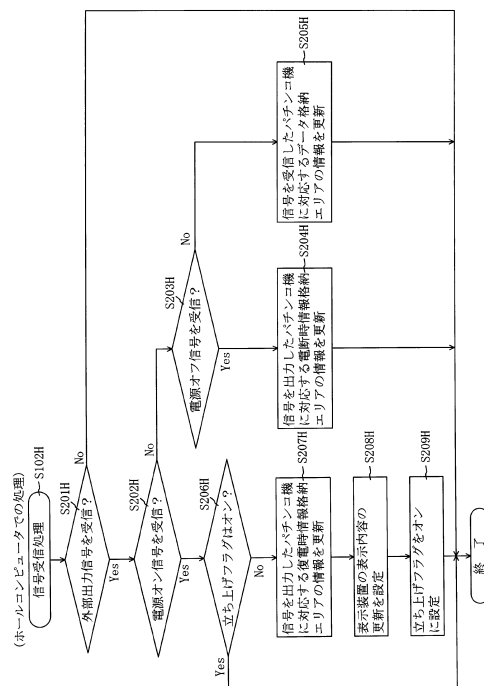 (ホールコンピュータでの処理)
信号受信処理
S102H
S201H
外部出力信号を受信?
No
Yes
S202H
電源オン信号を受信?
No
Yes
S203H
電源オフ信号を受信?
No
Yes
S206H
立ち上げフラグはオン?
Yes
No
S207H
信号を出力したパチンコ機
に対応する復電時情報格納
エリアの情報を更新
S204H
信号を出力したパチンコ機
に対応する電断時情報格納
エリアの情報を更新
S205H
信号を受信したパチンコ機
に対応するデータ格納
エリアの情報を更新
S208H
表示装置の表示内容の
更新を設定
S209H
立ち上げフラグをオン
に設定
終了